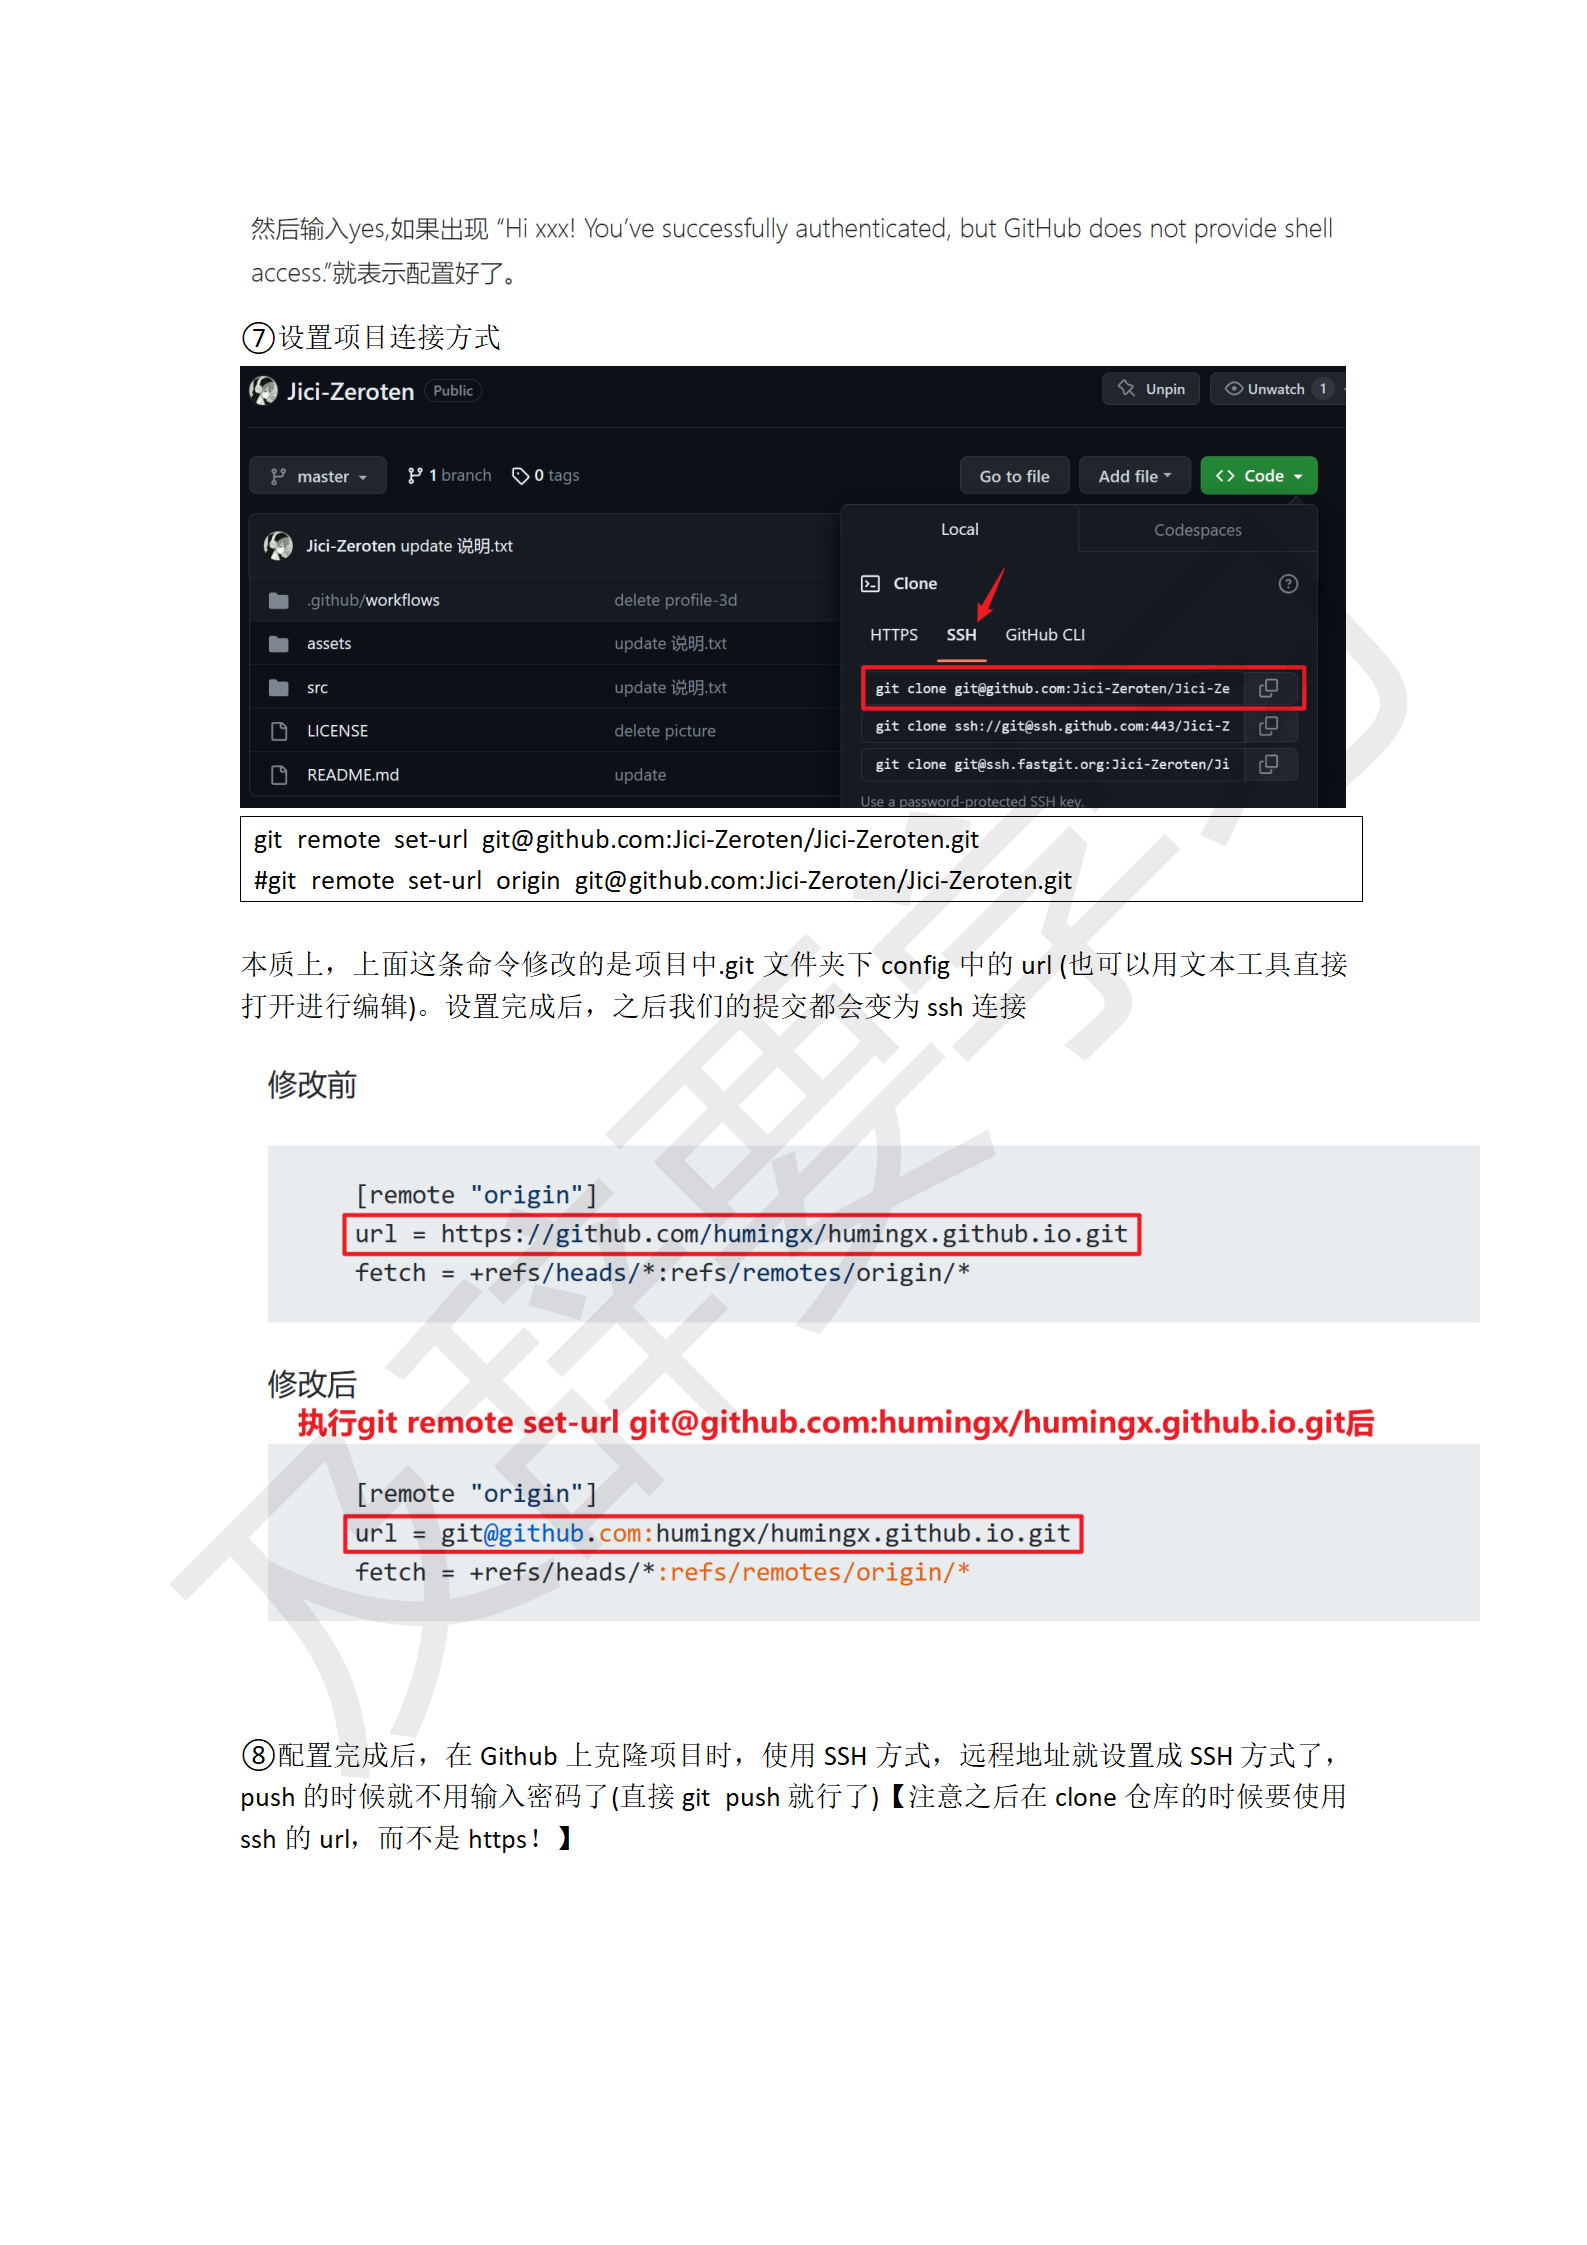 然后输入yes,如果出现 “Hi xxx! You’ve successfully authenticated, but GitHub does not provide shell
access.”就表示配置好了。
⑦设置项目连接方式
Jici-Zeroten Public Unpin Unwatch 1
master 1 branch 0 tags Go to file Add file Code
Local Codespaces
Jici-Zeroten update 说明.txt
Clone
.github/workflows delete profile-3d
HTTPS SSH GitHub CLI
assets update 说明.txt
src update 说明.txt
git clone git@github.com:Jici-Zeroten/Jici-Ze
LICENSE delete picture
git clone ssh://git@ssh.github.com:443/Jici-Z
README.md update
git clone git@ssh.fastgit.org:Jici-Zeroten/Ji
Use a password-protected SSH key.
git remote set-url git@github.com:Jici-Zeroten/Jici-Zeroten.git
#git remote set-url origin git@github.com:Jici-Zeroten/Jici-Zeroten.git
本质上，上面这条命令修改的是项目中.git 文件夹下 config 中的 url (也可以用文本工具直接
打开进行编辑)。设置完成后，之后我们的提交都会变为 ssh 连接
修改前
[remote "origin"]
url = https://github.com/humingx/humingx.github.io.git
fetch = +refs/heads/*:refs/remotes/origin/*
修改后
执行git remote set-url git@github.com:humingx/humingx.github.io.git后
[remote "origin"]
url = git@github.com:humingx/humingx.github.io.git
fetch = +refs/heads/*:refs/remotes/origin/*
⑧配置完成后，在 Github 上克隆项目时，使用 SSH 方式，远程地址就设置成 SSH 方式了，
push 的时候就不用输入密码了(直接 git push 就行了)【注意之后在 clone 仓库的时候要使用
ssh 的 url，而不是 https！】
及辞要学习